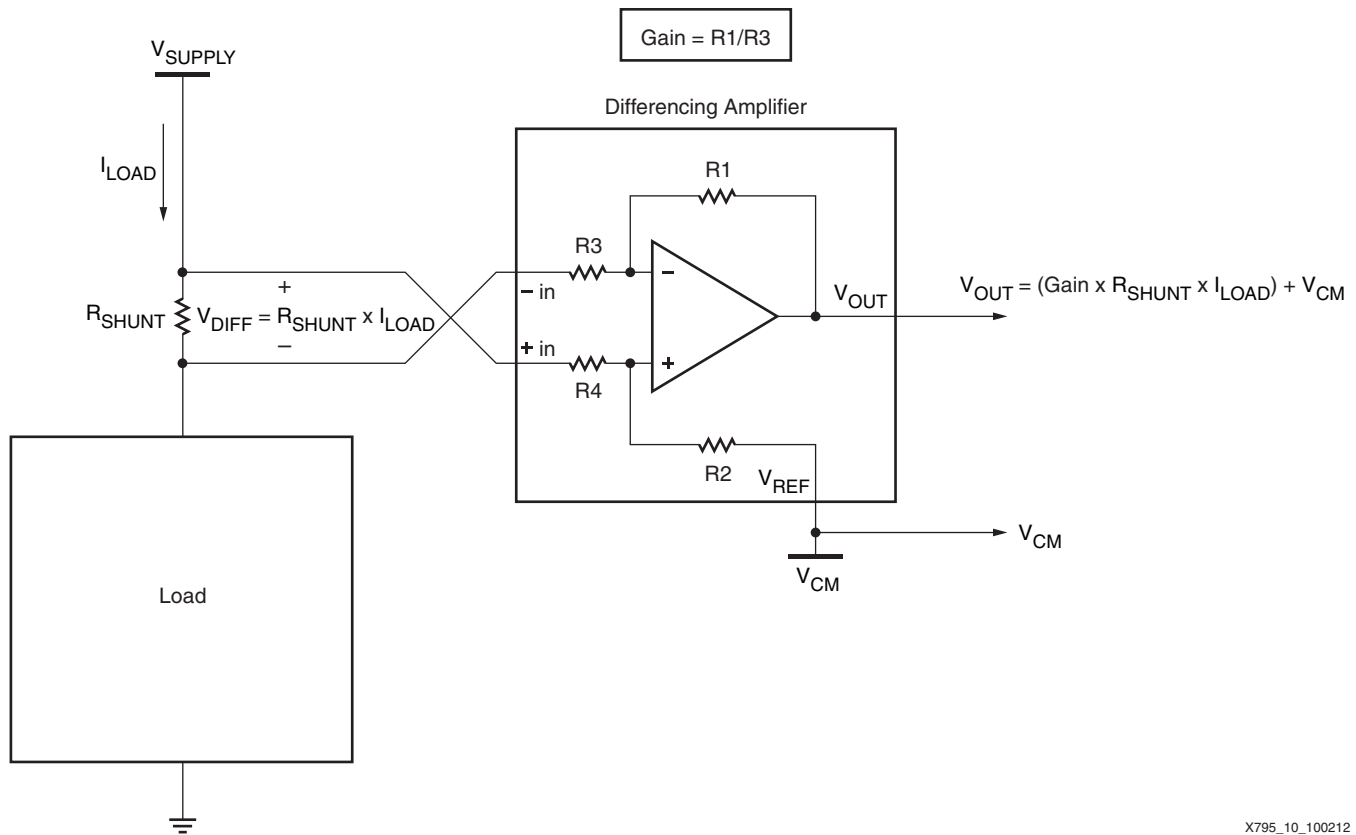 Gain = R1/R3
VSUPPLY
Differencing Amplifier
ILOAD
R1
R3
− in
−
+
RSHUNT
VDIFF = RSHUNT x ILOAD
−
+ in
+
R4
VOUT
VOUT = (Gain x RSHUNT x ILOAD) + VCM
R2
VREF
VCM
VCM
Load
X795_10_100212